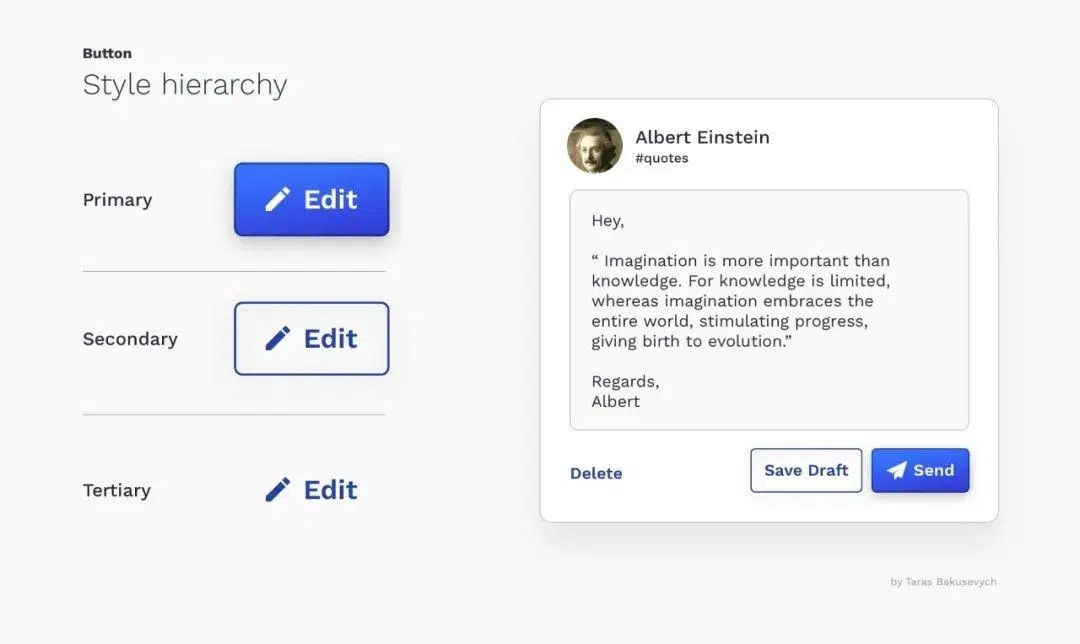 Button
Style hierarchy
Primary
Edit
Secondary
Edit
Tertiary
Edit
Albert Einstein
#quotes
Hey,
“ Imagination is more important than
knowledge. For knowledge is limited,
whereas imagination embraces the
entire world, stimulating progress,
giving birth to evolution.”
Regards,
Albert
Delete
Save Draft
Send
by Taras Bakusevych